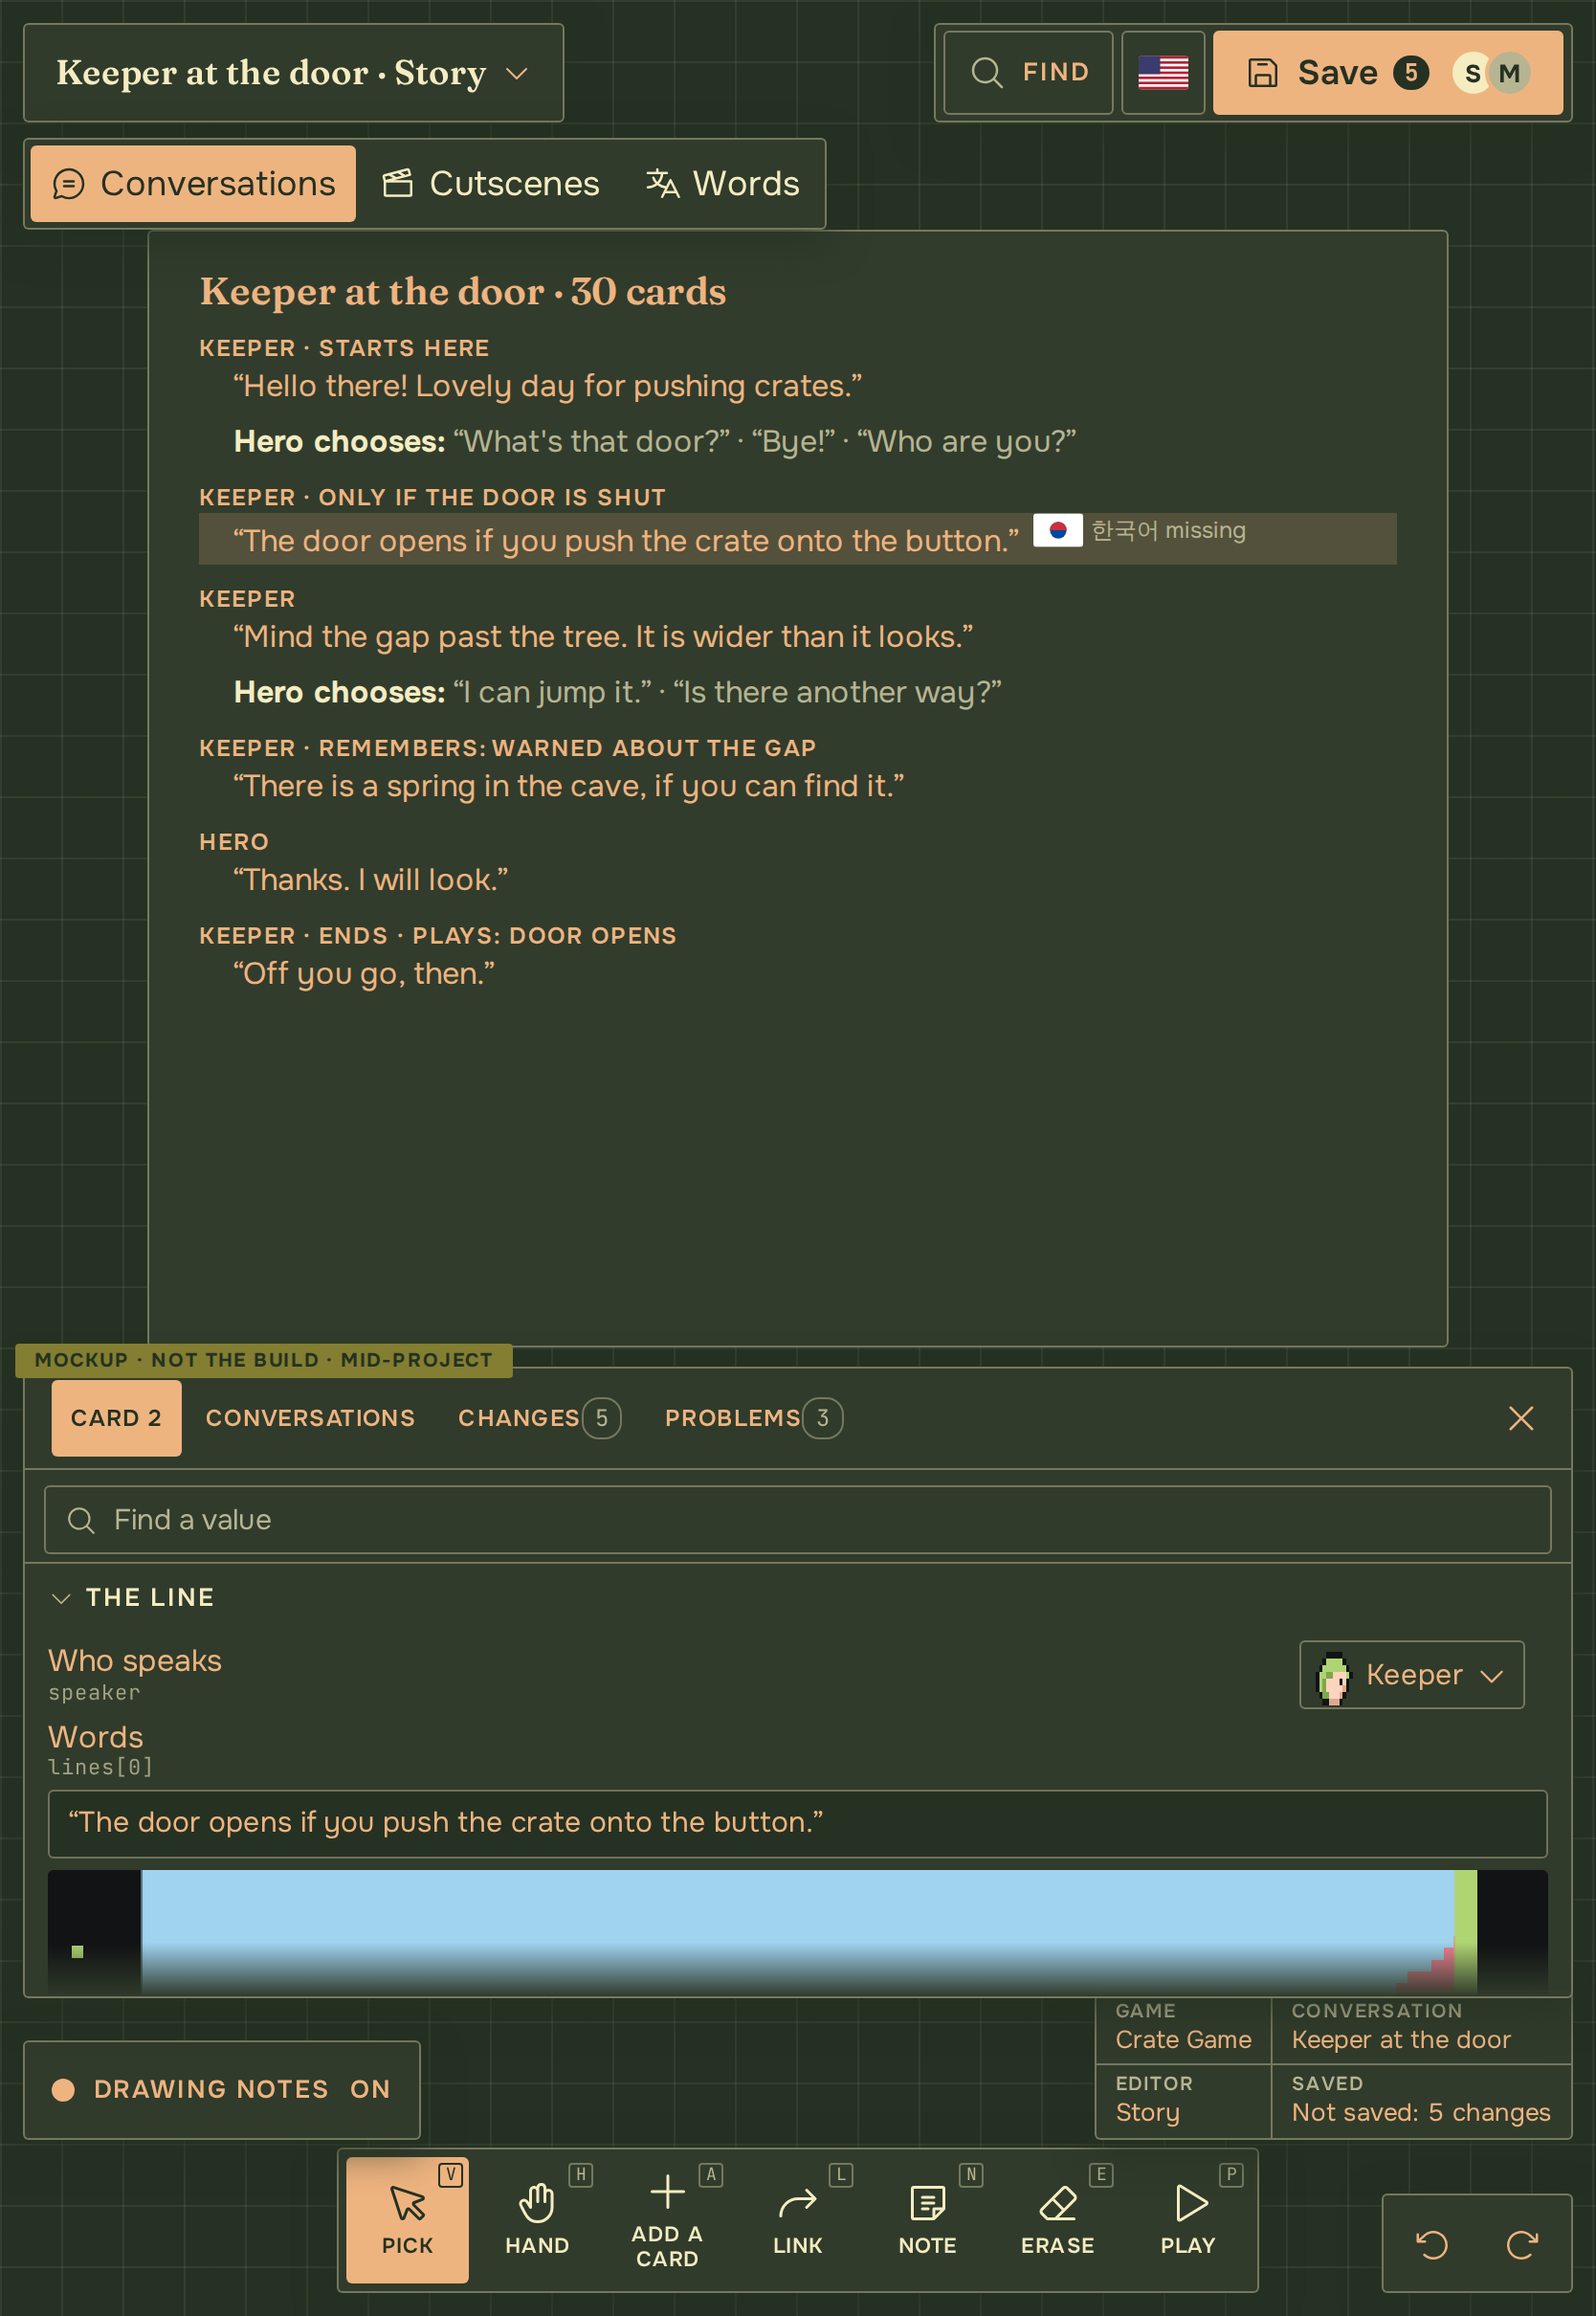 Keeper at the door · Story
FIND
Save 5 S M
Conversations
Cutscenes
Words
Keeper at the door · 30 cards
KEEPER · STARTS HERE
“Hello there! Lovely day for pushing crates.”
Hero chooses: “What's that door?” · “Bye!” · “Who are you?”
KEEPER · ONLY IF THE DOOR IS SHUT
“The door opens if you push the crate onto the button.” 한국어 missing
KEEPER
“Mind the gap past the tree. It is wider than it looks.”
Hero chooses: “I can jump it.” · “Is there another way?”
KEEPER · REMEMBERS: WARNED ABOUT THE GAP
“There is a spring in the cave, if you can find it.”
HERO
“Thanks. I will look.”
KEEPER · ENDS · PLAYS: DOOR OPENS
“Off you go, then.”
MOCKUP · NOT THE BUILD · MID-PROJECT
CARD 2
CONVERSATIONS
CHANGES 5
PROBLEMS 3
Find a value
THE LINE
Who speaks
speaker
Keeper
Words
lines[0]
“The door opens if you push the crate onto the button.”
GAME
Crate Game
CONVERSATION
Keeper at the door
EDITOR
Story
SAVED
Not saved: 5 changes
DRAWING NOTES ON
V
PICK
H
HAND
A
ADD A
CARD
L
LINK
N
NOTE
E
ERASE
P
PLAY